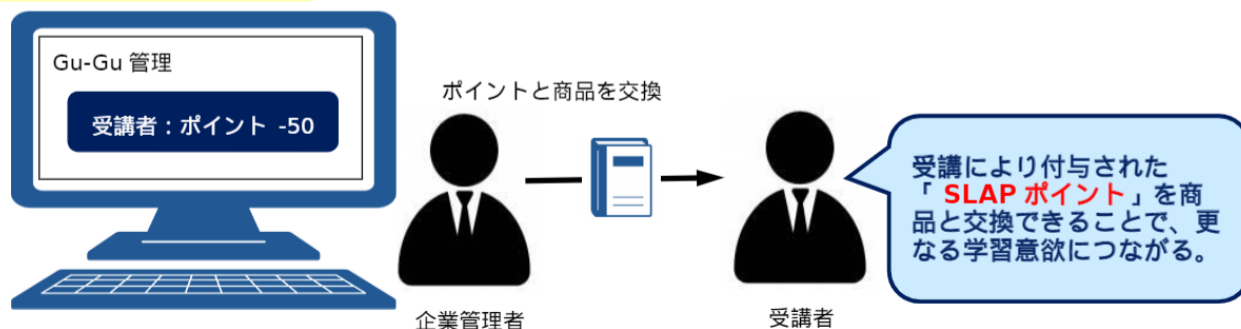 Gu-Gu 管理
受講者：ポイント -50
ポイントと商品を交換
企業管理者
受講者
受講により付与された
「 SLAP ポイント」を商
品と交換できることで、更
なる学習意欲につながる。